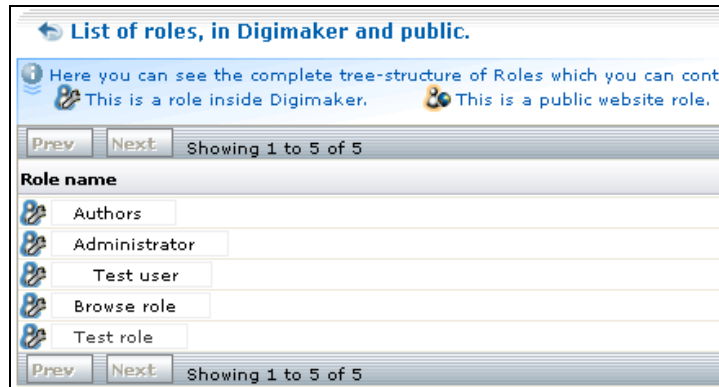 List of roles, in Digimaker and public.
Here you can see the complete tree-structure of Roles which you can cont
This is a role inside Digimaker. This is a public website role.
Prev Next Showing 1 to 5 of 5
Role name
Authors
Administrator
Test user
Browse role
Test role
Prev Next Showing 1 to 5 of 5